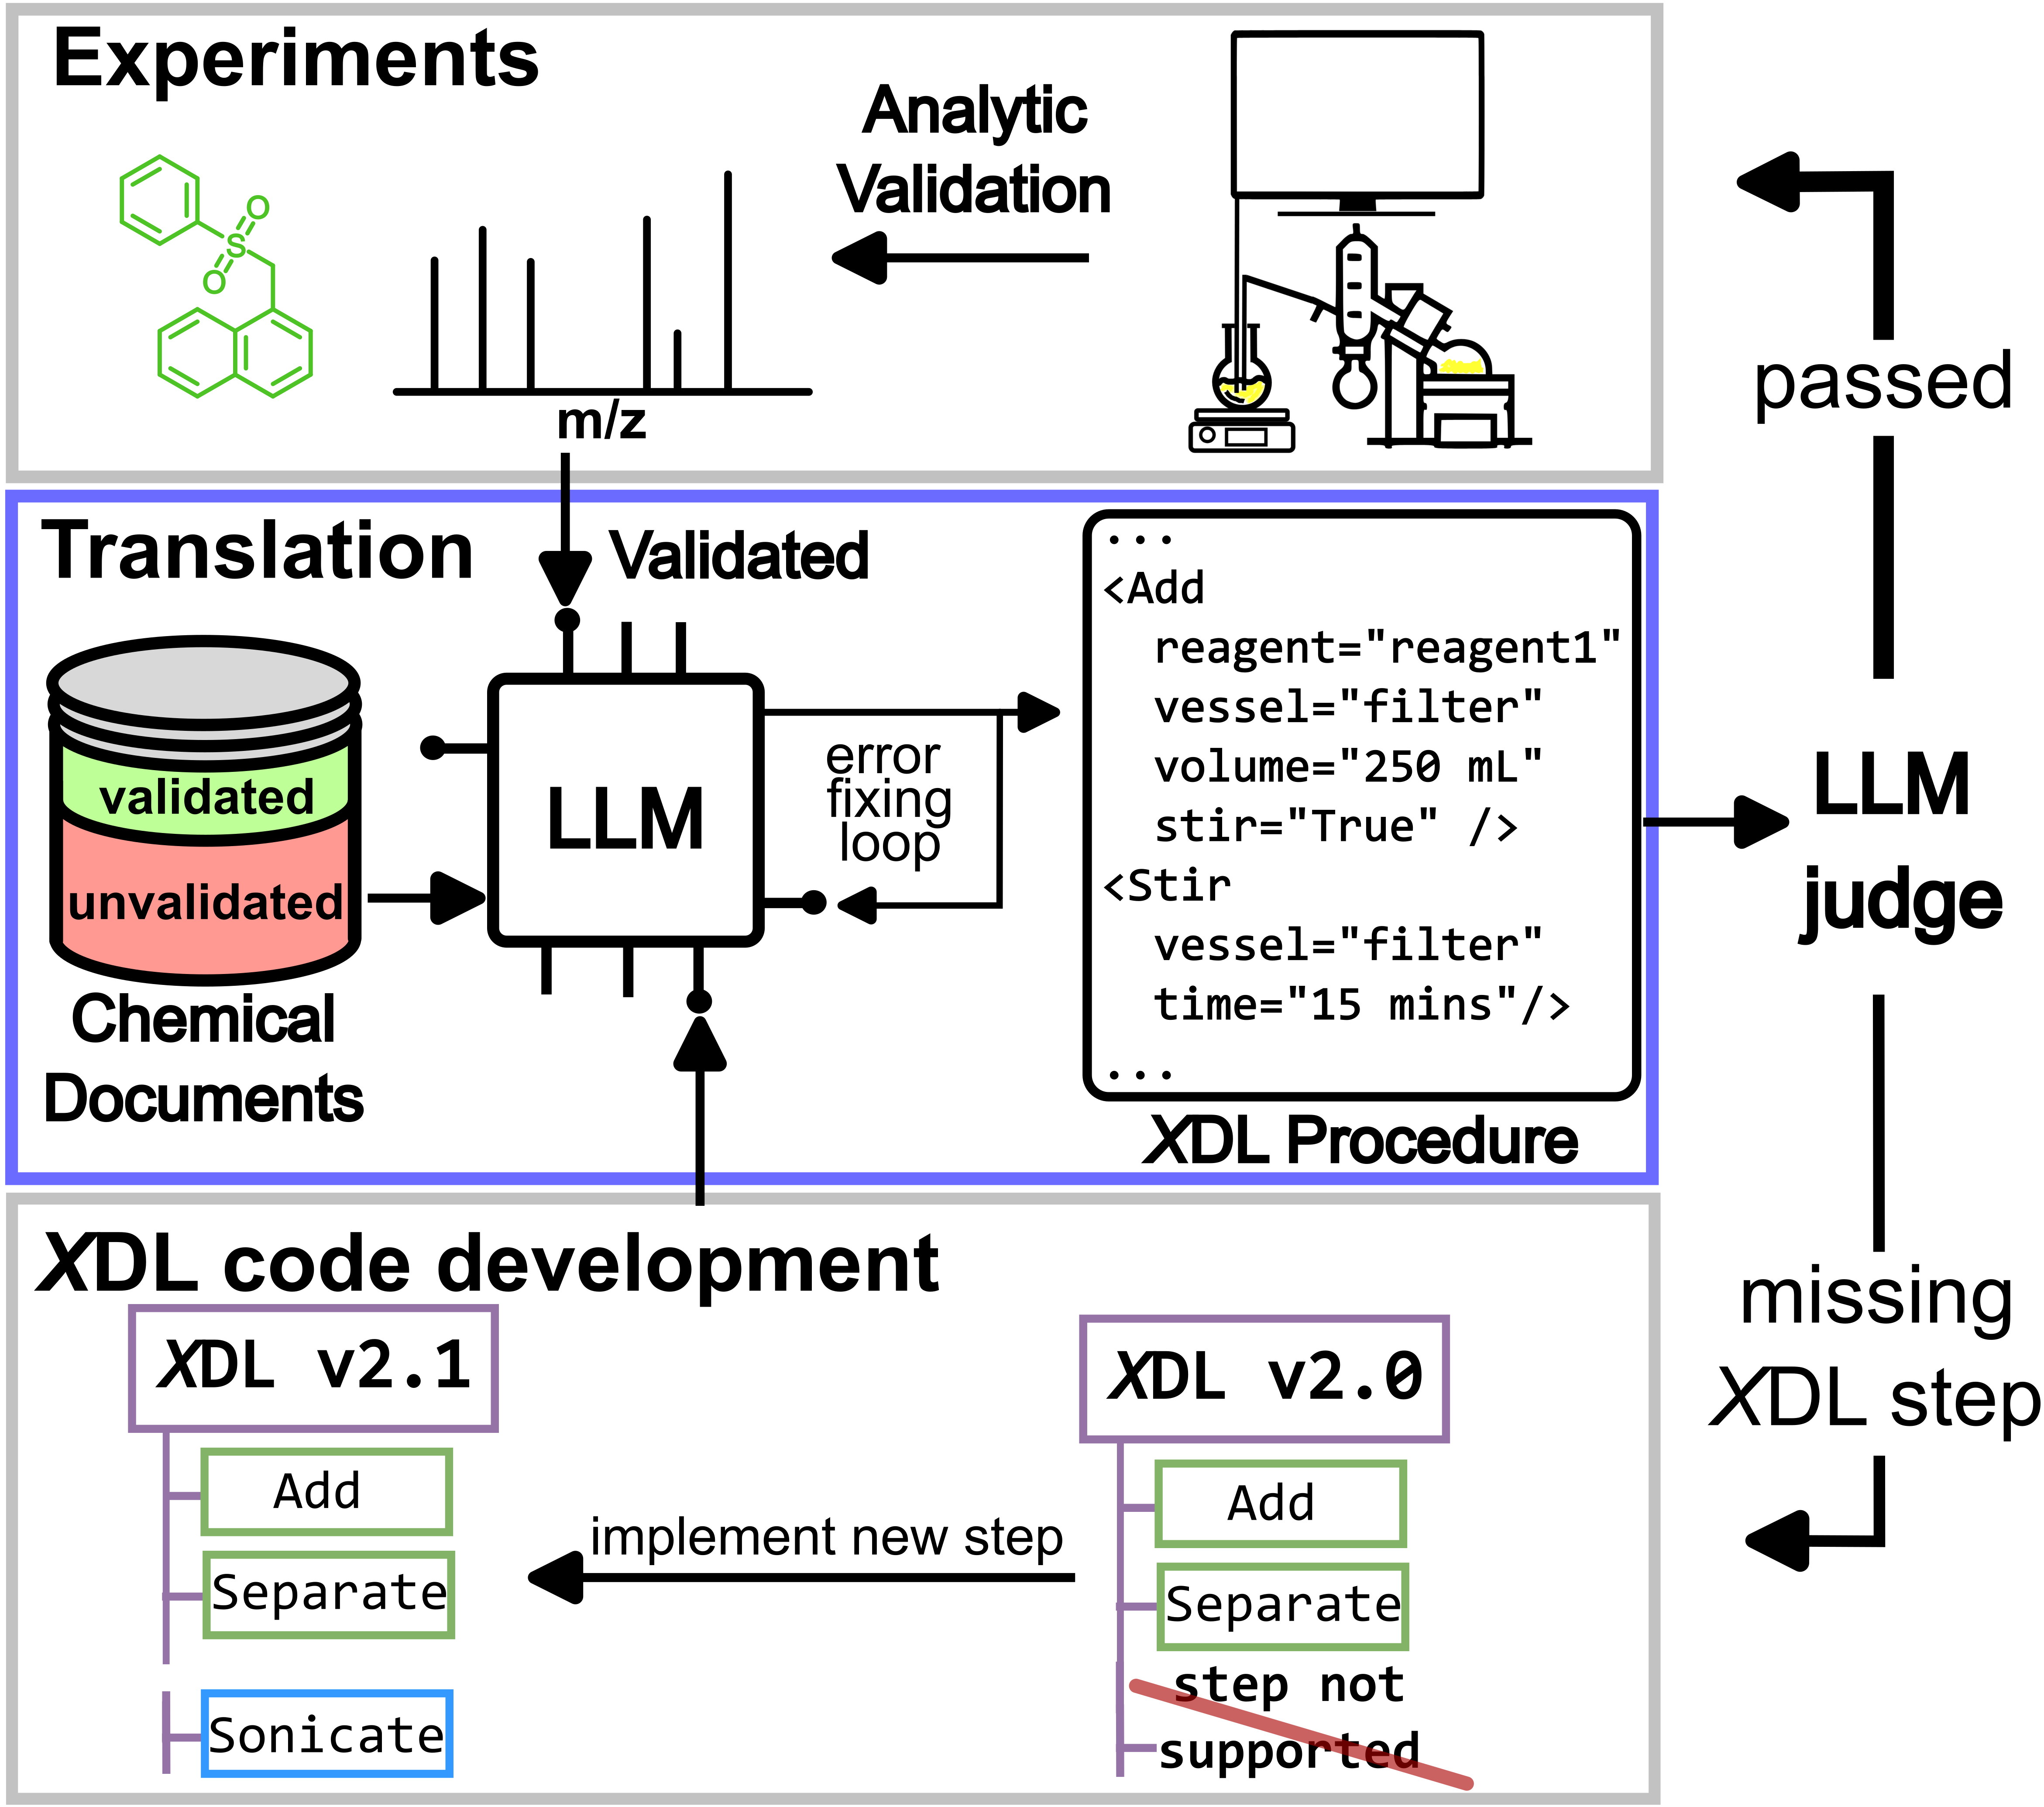 Experiments
Analytic
Validation
O
S
O
m/z
passed
Translation
Validated
validated
unvalidated
Chemical
Documents
LLM
error
fixing
loop
...
<Add
reagent="reagent1"
vessel="filter"
volume="250 mL"
stir="True" />
<Stir
vessel="filter"
time="15 mins"/>
...
XDL Procedure
LLM
judge
missing
XDL step
XDL code development
XDL v2.1
Add
Separate
Sonicate
implement new step
XDL v2.0
Add
Separate
step not
supported